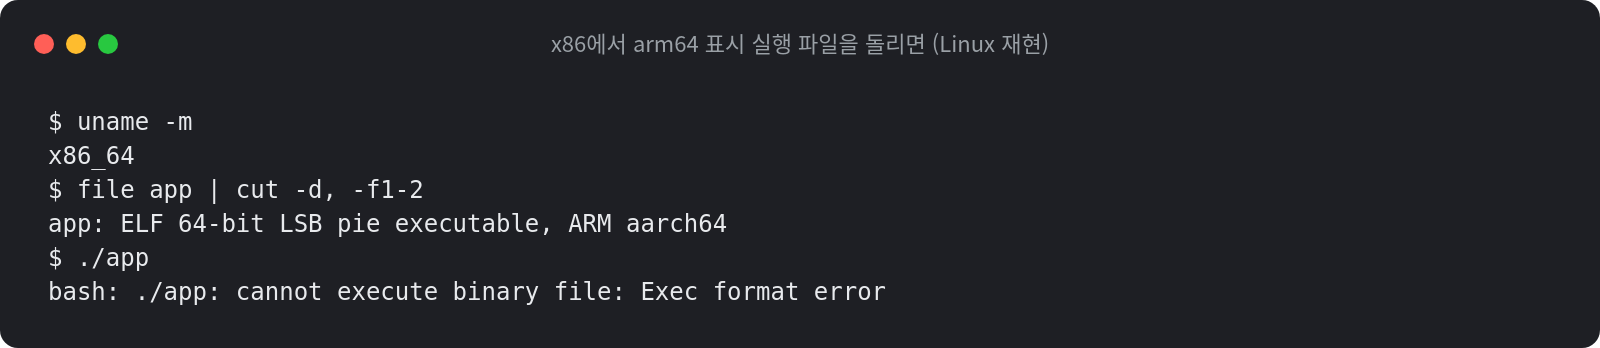 x86에서 arm64 표시 실행 파일을 돌리면 (Linux 재현)
$ uname -m
x86_64
$ file app | cut -d, -f1-2
app: ELF 64-bit LSB pie executable, ARM aarch64
$ ./app
bash: ./app: cannot execute binary file: Exec format error